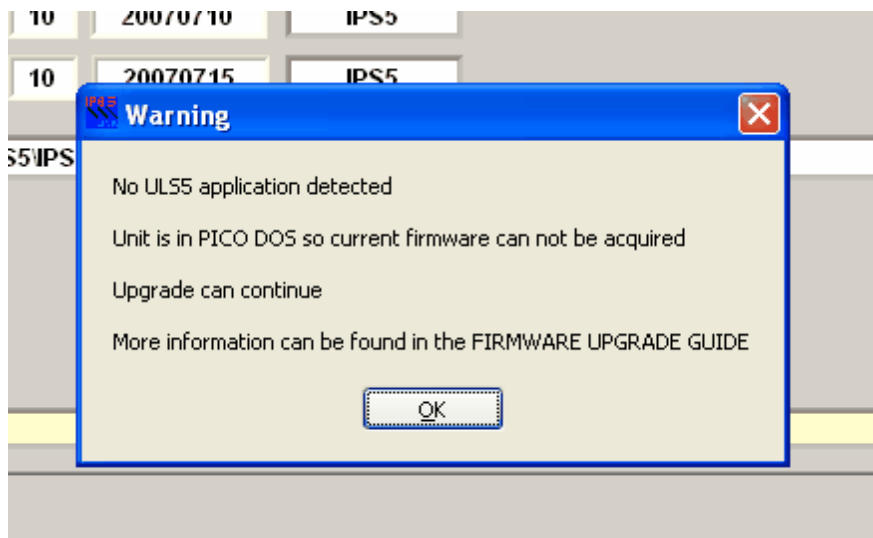 10 20070710 IPS5
10 20070715 IPS5
IPS5
Warning
S5\IPS
No ULS5 application detected
Unit is in PICO DOS so current firmware can not be acquired
Upgrade can continue
More information can be found in the FIRMWARE UPGRADE GUIDE
OK